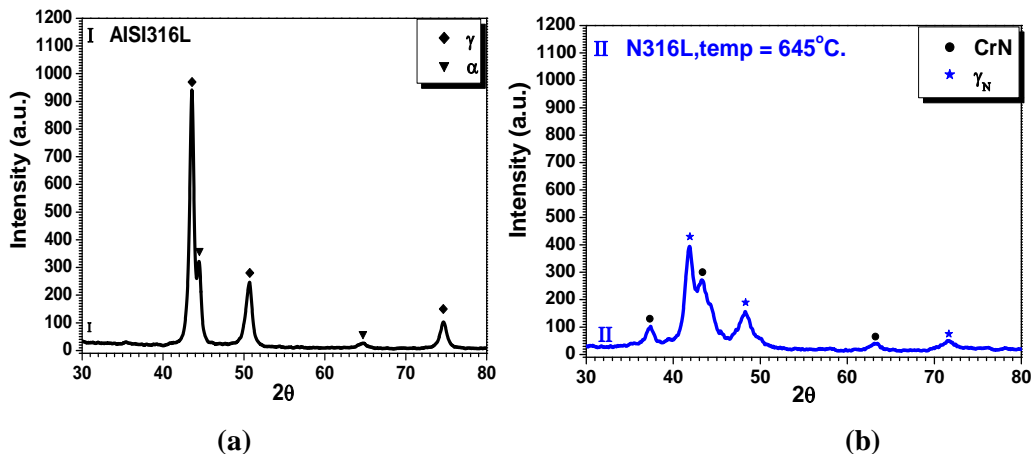 I AISI316L
◆ γ
▼ α
Intensity (a.u.)
1200
1100
1000
900
800
700
600
500
400
300
200
100
0
I
30 40 50 60 70 80
2θ
(a)
II N316L,temp = 645°C.
● CrN
★ γN
Intensity (a.u.)
1200
1100
1000
900
800
700
600
500
400
300
200
100
0
II
30 40 50 60 70 80
2θ
(b)